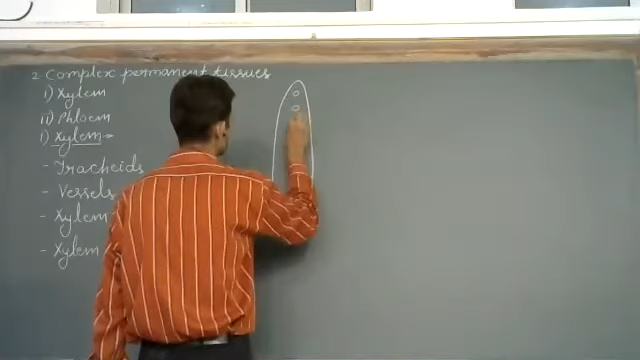 2. Complex permanent tissues
i) Xylem
ii) Phloem
i) Xylem
- Tracheids
- Vessels
- Xylem
- Xylem